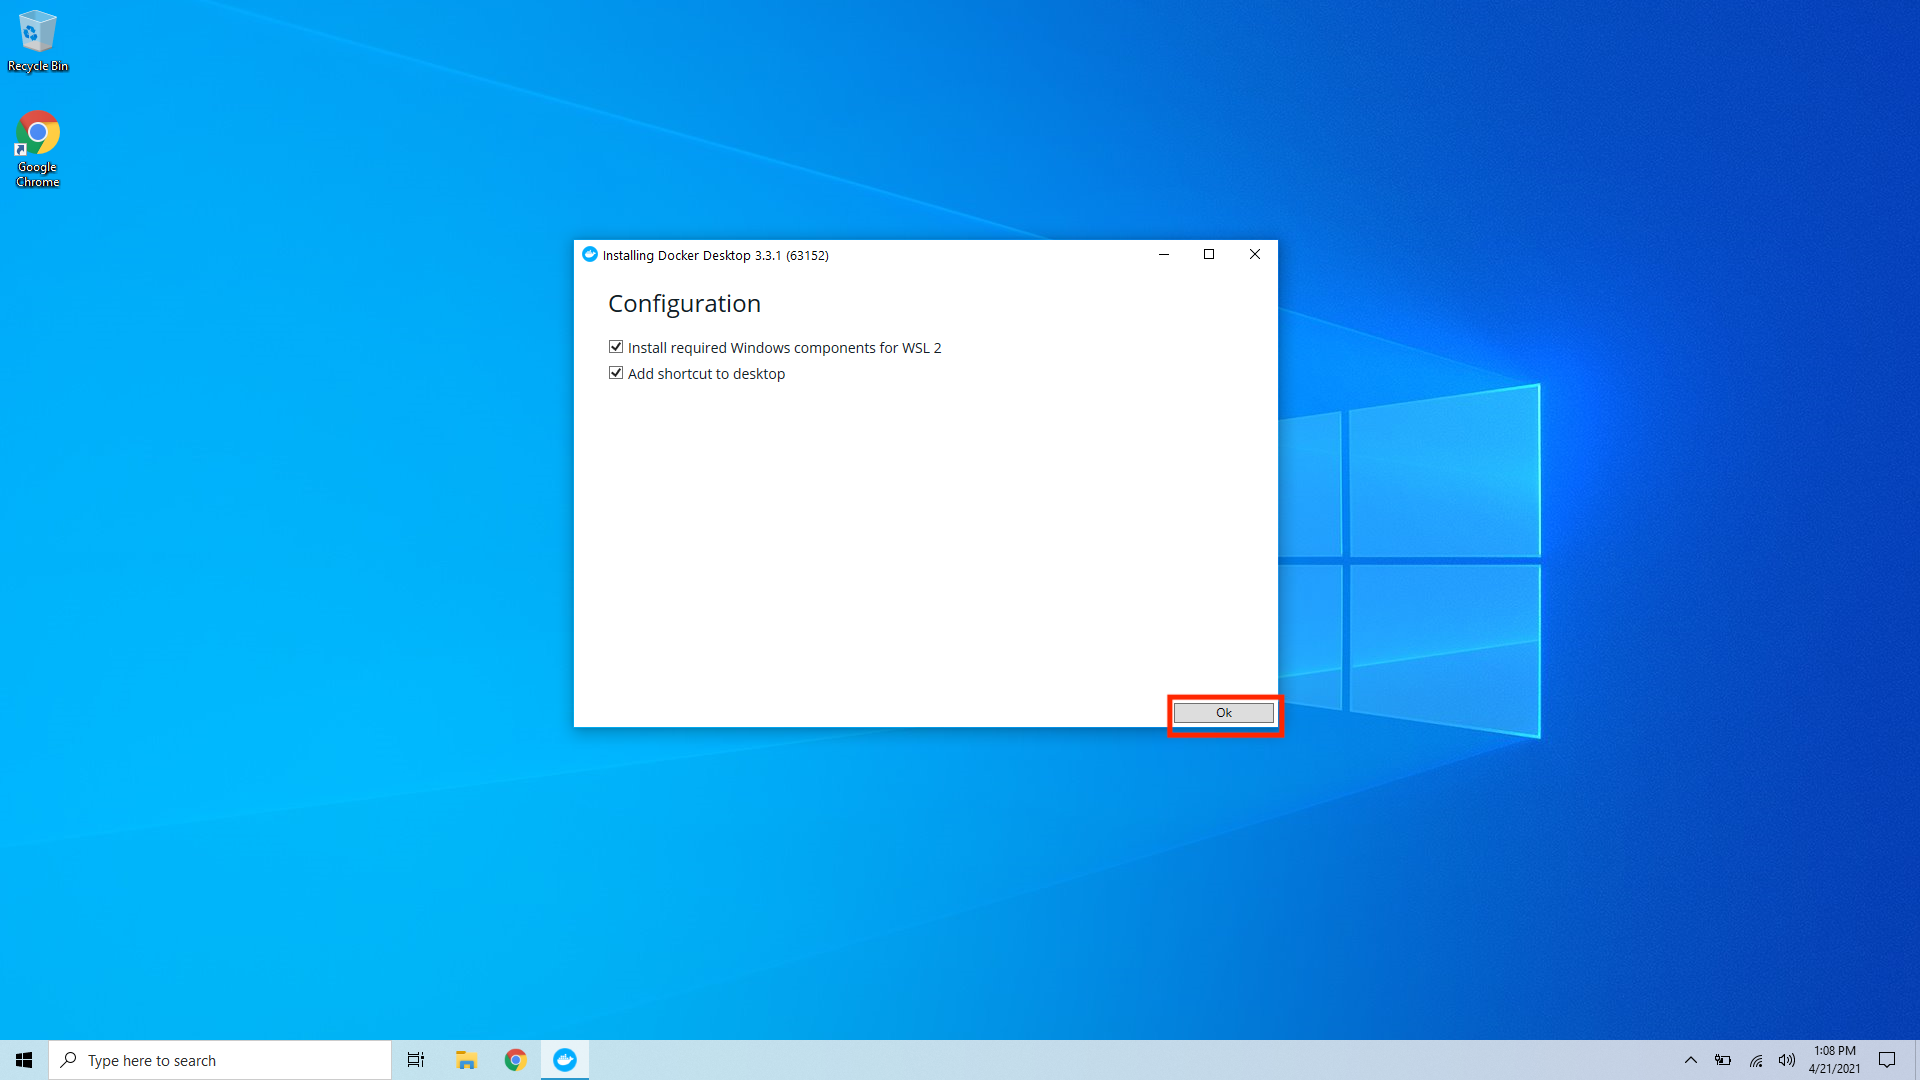 Recycle Bin
Google
Chrome
Installing Docker Desktop 3.3.1 (63152)
Configuration
Install required Windows components for WSL 2
Add shortcut to desktop
Ok
Type here to search
1:08 PM
4/21/2021